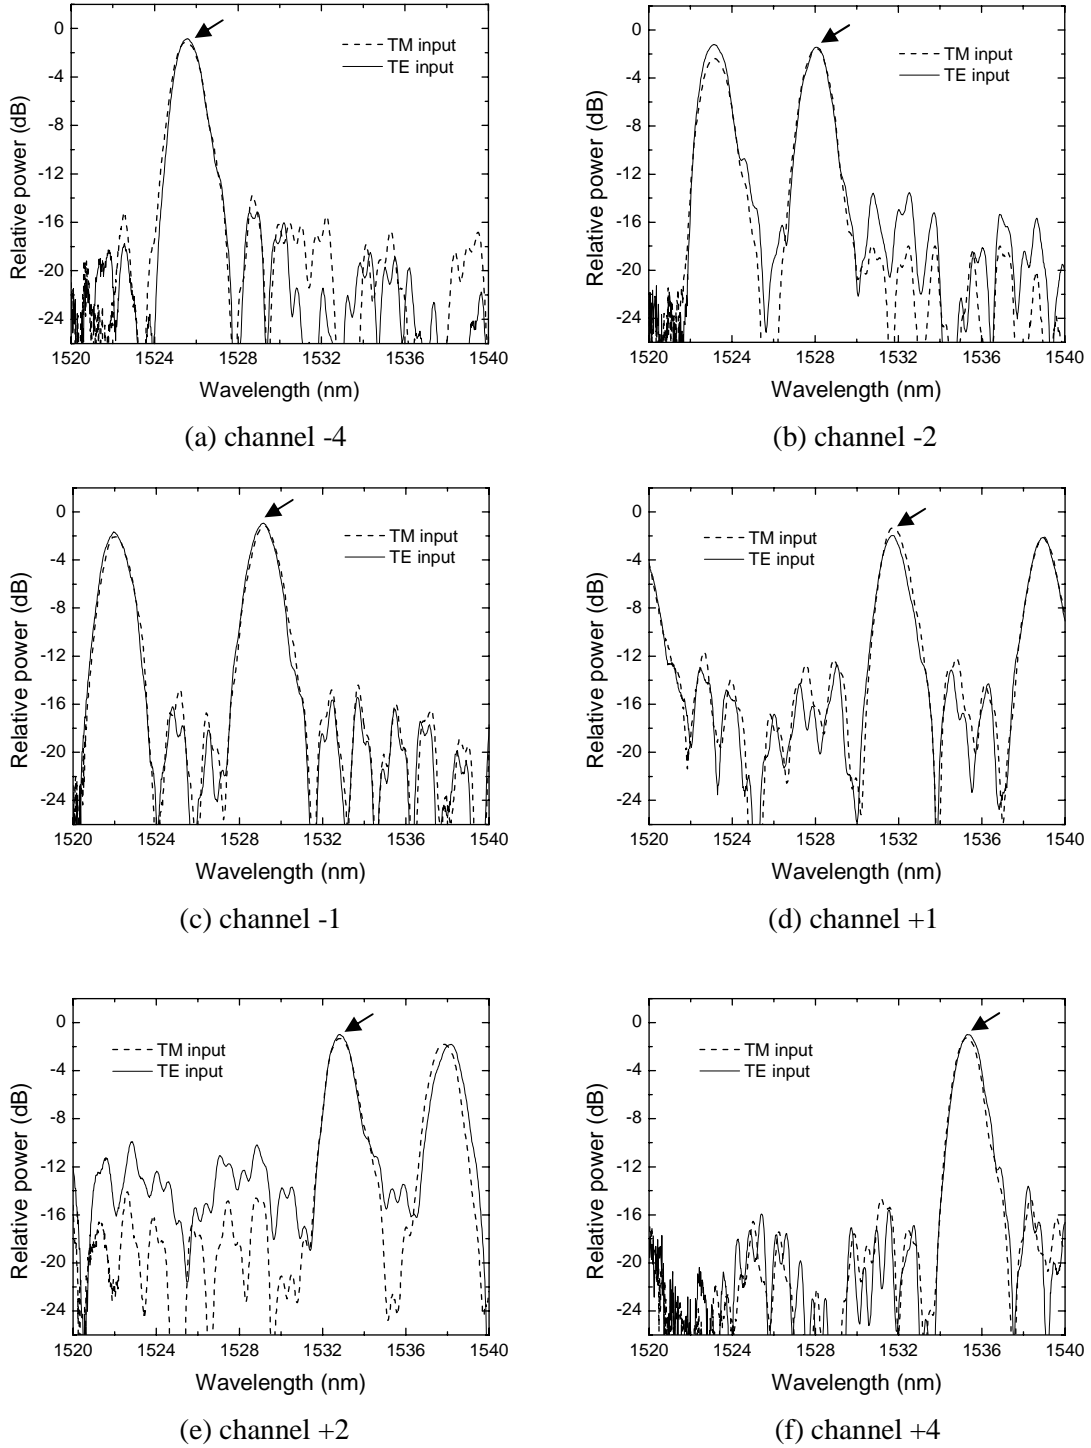 0
-4
-8
-12
-16
-20
-24
1520 1524 1528 1532 1536 1540
Relative power (dB)
Wavelength (nm)
TM input
TE input
(a) channel -4
0
-4
-8
-12
-16
-20
-24
1520 1524 1528 1532 1536 1540
Relative power (dB)
Wavelength (nm)
TM input
TE input
(b) channel -2
0
-4
-8
-12
-16
-20
-24
1520 1524 1528 1532 1536 1540
Relative power (dB)
Wavelength (nm)
TM input
TE input
(c) channel -1
0
-4
-8
-12
-16
-20
-24
1520 1524 1528 1532 1536 1540
Relative power (dB)
Wavelength (nm)
TM input
TE input
(d) channel +1
0
-4
-8
-12
-16
-20
-24
1520 1524 1528 1532 1536 1540
Relative power (dB)
Wavelength (nm)
TM input
TE input
(e) channel +2
0
-4
-8
-12
-16
-20
-24
1520 1524 1528 1532 1536 1540
Relative power (dB)
Wavelength (nm)
TM input
TE input
(f) channel +4